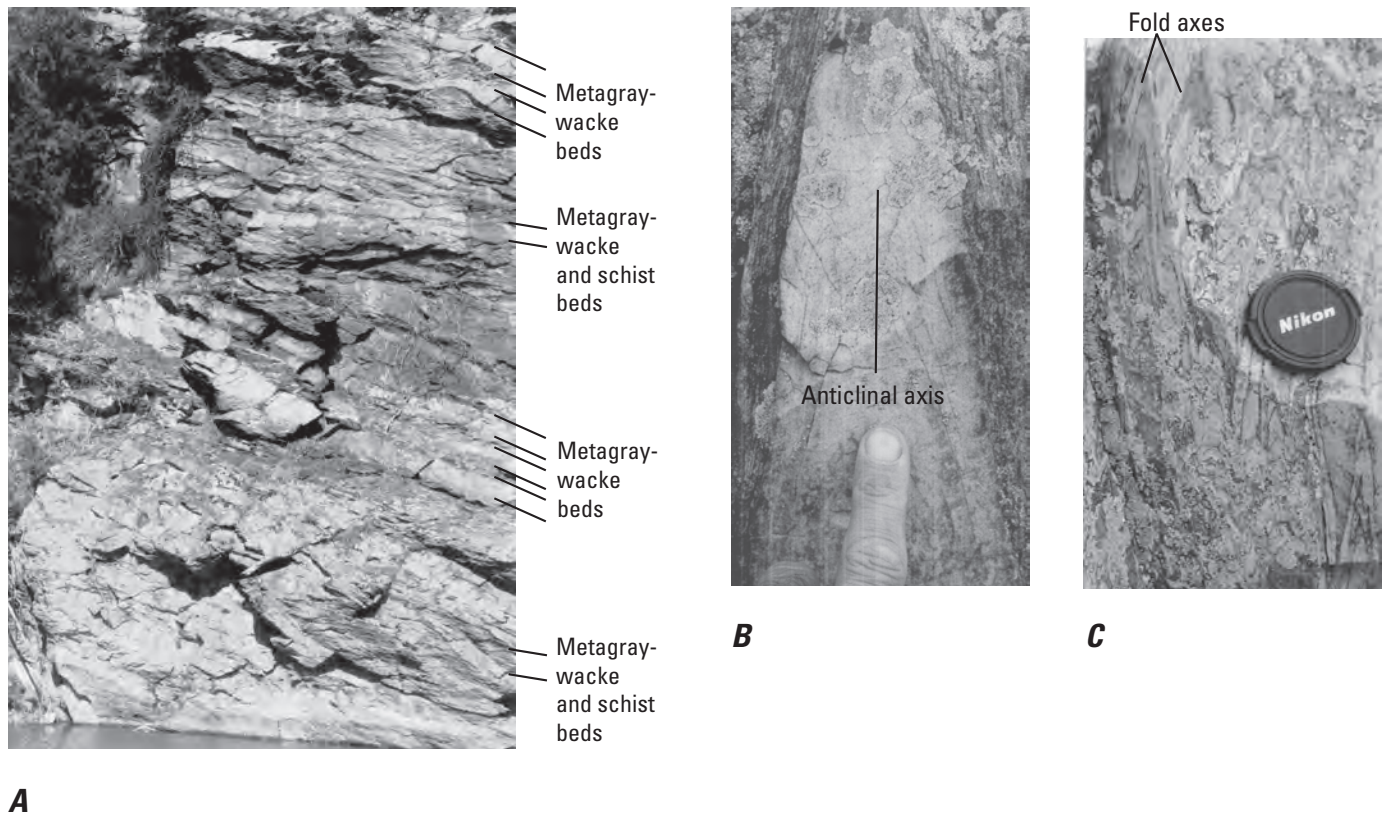 Metagray-
wacke
beds
Metagray-
wacke
and schist
beds
Metagray-
wacke
beds
Metagray-
wacke
and schist
beds
A
Anticlinal axis
B
Fold axes
Nikon
C